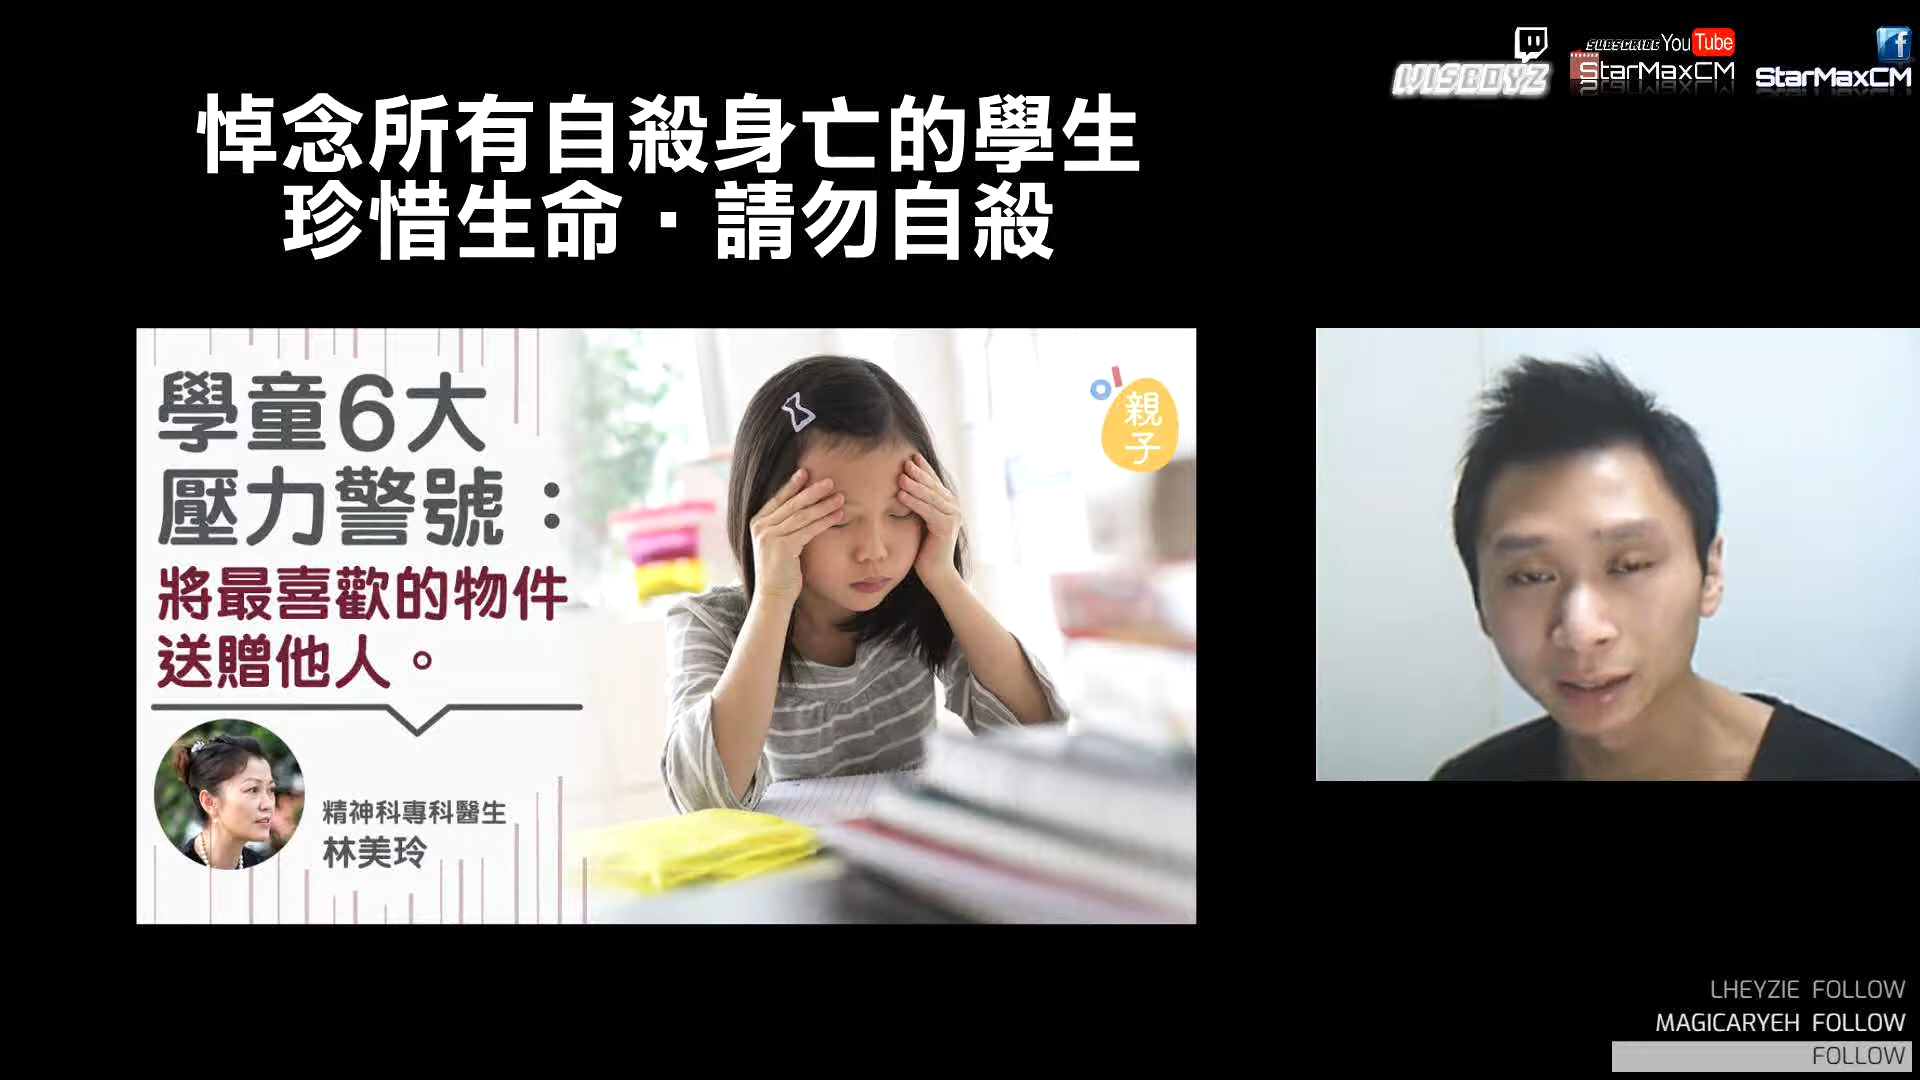 WISBOYZ
SUBSCRIBE YouTube
StarMaxCM
StarMaxCM
悼念所有自殺身亡的學生
珍惜生命·請勿自殺
學童6大
壓力警號：
將最喜歡的物件
送贈他人。
精神科專科醫生
林美玲
親子
LHEYZIE FOLLOW
MAGICARYEH FOLLOW
FOLLOW